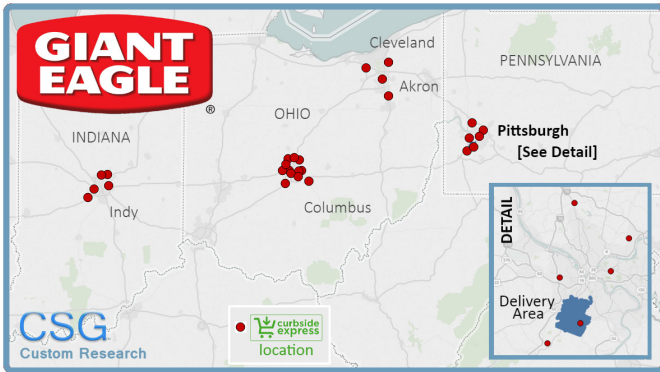 GIANT
EAGLE
®
Cleveland
PENNSYLVANIA
Akron
OHIO
Pittsburgh
[See Detail]
INDIANA
Indy
Columbus
DETAIL
Delivery
Area
CSG
Custom Research
curbside
express
location